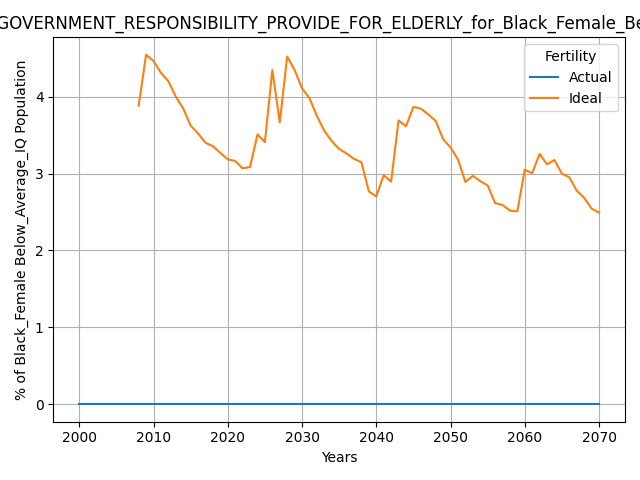 GOVERNMENT_RESPONSIBILITY_PROVIDE_FOR_ELDERLY_for_Black_Female_Be
% of Black_Female Below_Average_IQ Population
Fertility
Actual
Ideal
4
3
2
1
0
2000 2010 2020 2030 2040 2050 2060 2070
Years